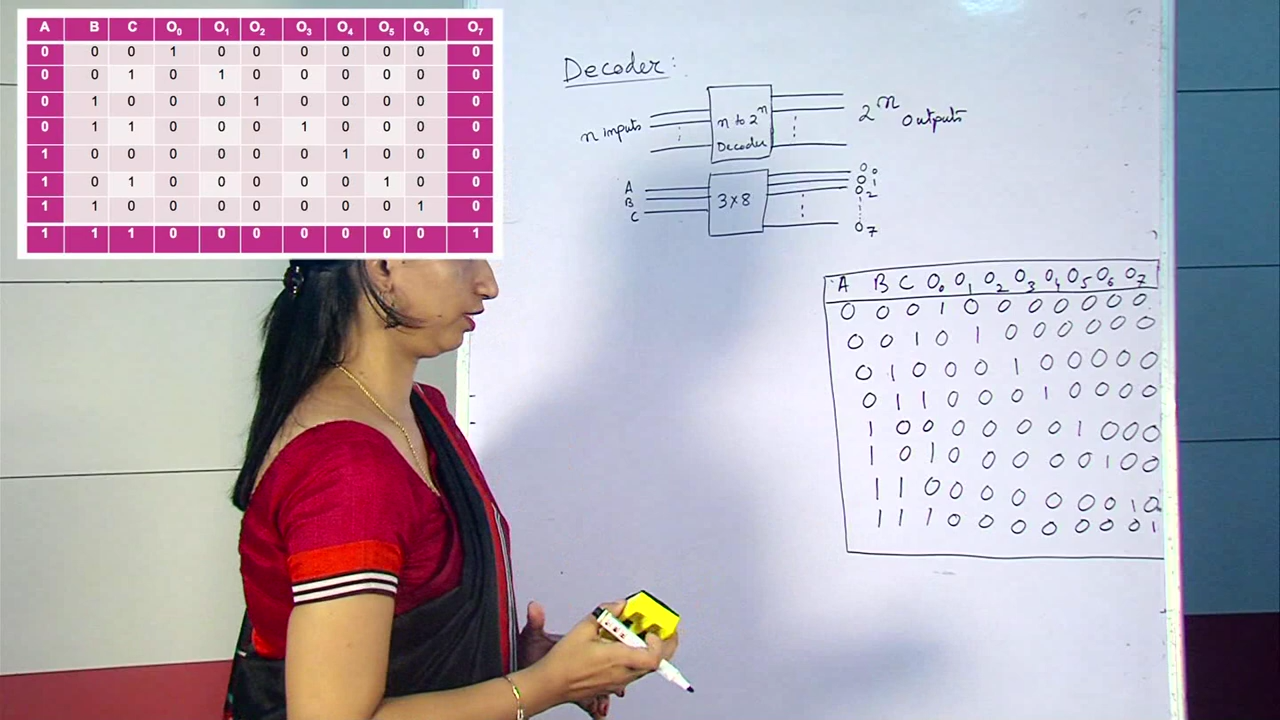 A B C O₀ O₁ O₂ O₃ O₄ O₅ O₆ O₇
0 0 0 1 0 0 0 0 0 0 0
0 0 1 0 1 0 0 0 0 0 0
0 1 0 0 0 1 0 0 0 0 0
0 1 1 0 0 0 1 0 0 0 0
1 0 0 0 0 0 0 1 0 0 0
1 0 1 0 0 0 0 0 1 0 0
1 1 0 0 0 0 0 0 0 1 0
1 1 1 0 0 0 0 0 0 0 1
Decoder:
n inputs
n to 2ⁿ
Decoder
2ⁿ outputs
A
B
C
3x8
O₀
O₁
O₂
O₇
A B C O₀ O₁ O₂ O₃ O₄ O₅ O₆ O₇
0 0 0 1 0 0 0 0 0 0 0
0 0 1 0 1 0 0 0 0 0 0
0 1 0 0 0 1 0 0 0 0 0
0 1 1 0 0 0 1 0 0 0 0
1 0 0 0 0 0 0 1 0 0 0
1 0 1 0 0 0 0 0 1 0 0
1 1 0 0 0 0 0 0 0 1 0
1 1 1 0 0 0 0 0 0 0 1